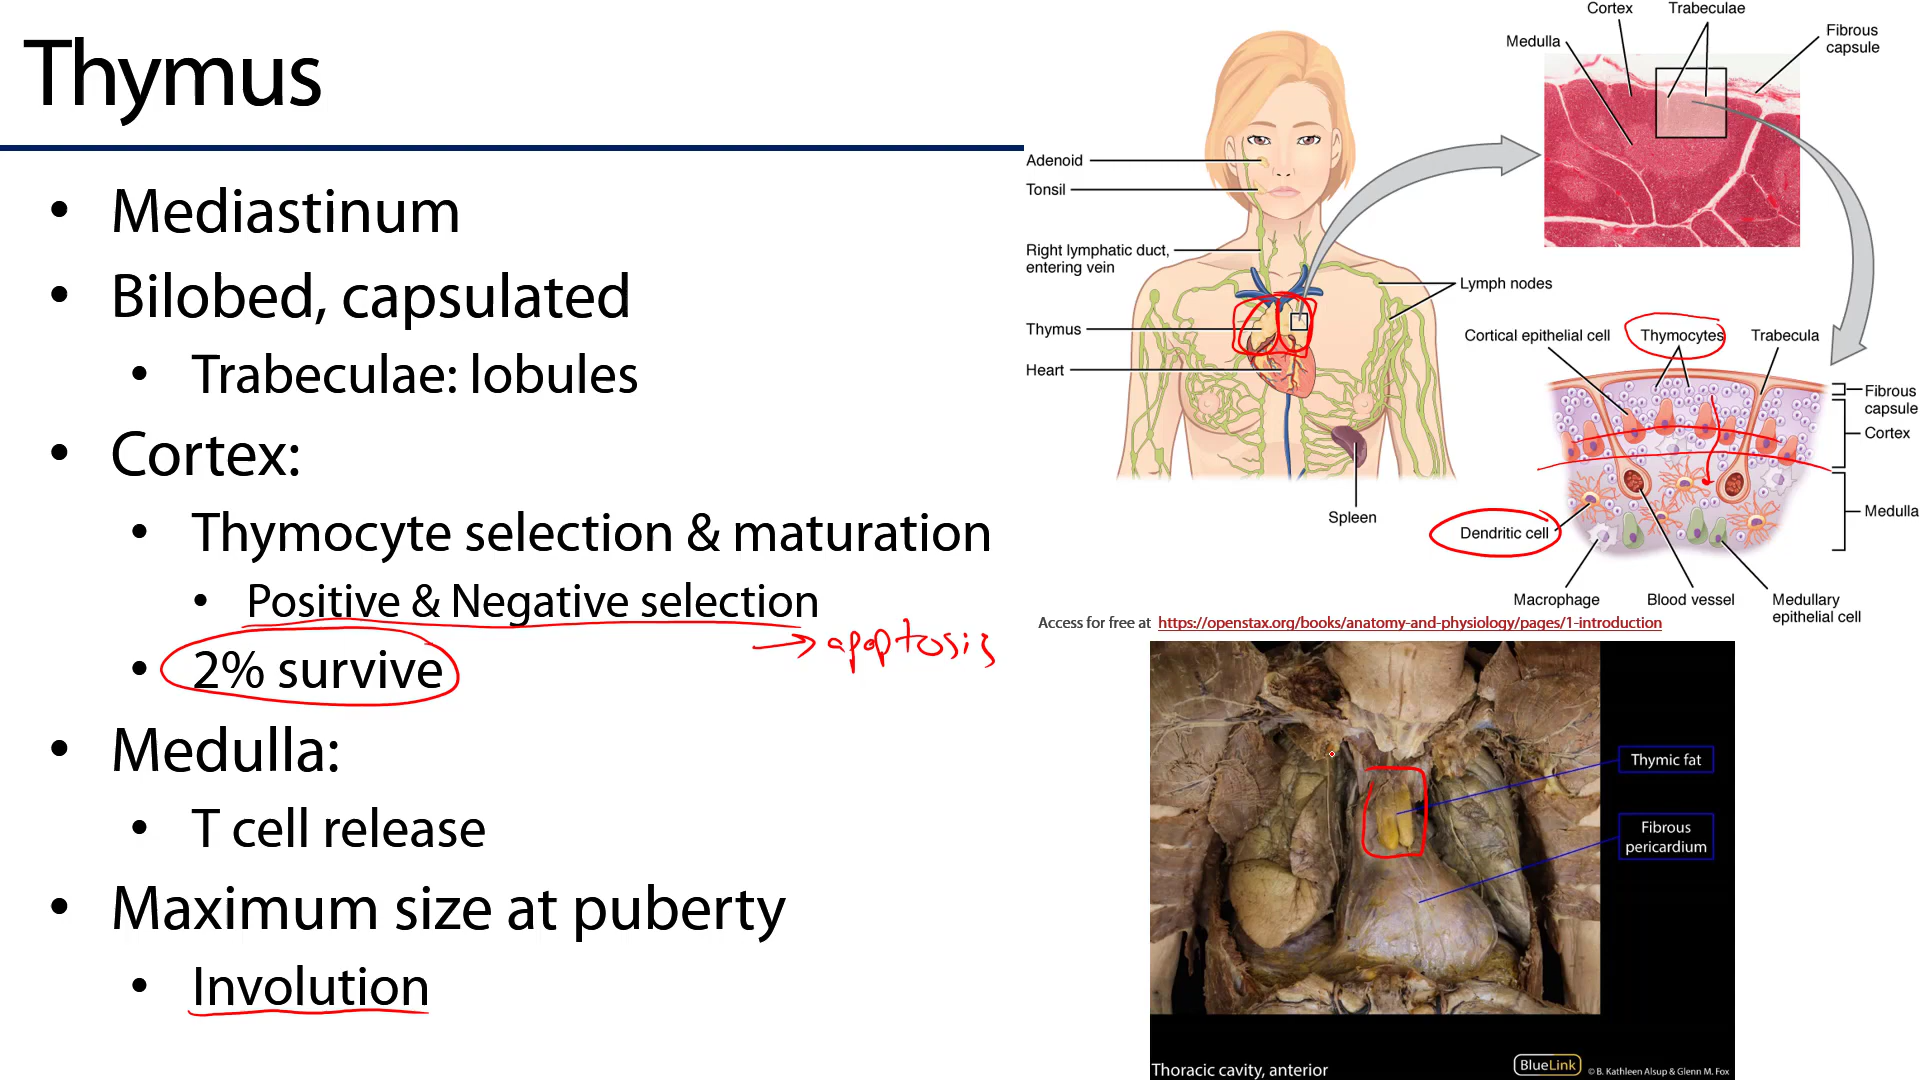 Thymus
• Mediastinum
• Bilobed, capsulated
• Trabeculae: lobules
• Cortex:
• Thymocyte selection & maturation
• Positive & Negative selection
→ apoptosis
• 2% survive
• Medulla:
• T cell release
• Maximum size at puberty
• Involution
Cortex
Trabeculae
Medulla
Fibrous
capsule
Adenoid
Tonsil
Right lymphatic duct,
entering vein
Lymph nodes
Thymus
Heart
Spleen
Cortical epithelial cell
Thymocytes
Trabecula
Fibrous
capsule
Cortex
Medulla
Dendritic cell
Macrophage
Blood vessel
Medullary
epithelial cell
Access for free at https://openstax.org/books/anatomy-and-physiology/pages/1-introduction
Thymic fat
Fibrous
pericardium
Thoracic cavity, anterior
BlueLink
© B. Kathleen Alsup & Glenn M. Fox